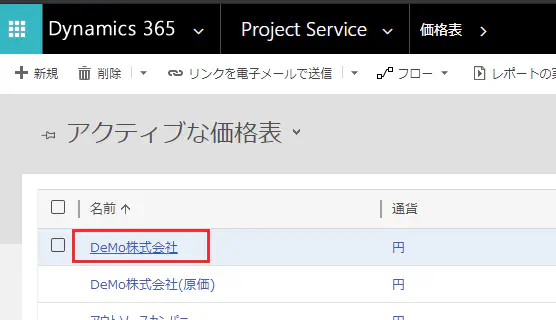 Dynamics 365 Project Service 価格表
新規 削除 リンクを電子メールで送信 フロー レポートの
アクティブな価格表
名前 通貨
DeMo株式会社 円
DeMo株式会社(原価) 円